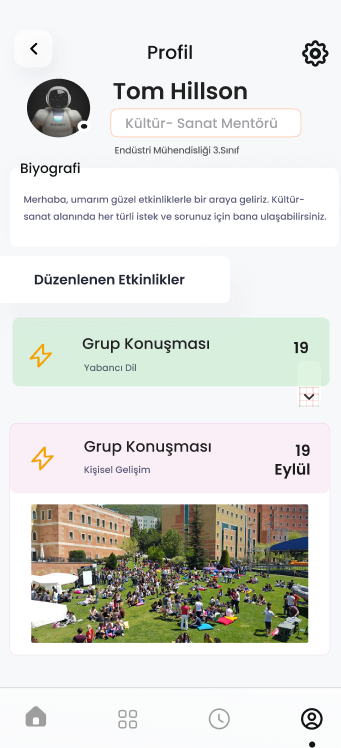 Profil
Tom Hillson
Kültür- Sanat Mentörü
Endüstri Mühendisliği 3.Sınıf
Biyografi
Merhaba, umarım güzel etkinliklerle bir araya geliriz. Kültür-
sanat alanında her türli istek ve sorunuz için bana ulaşabilirsiniz.
Düzenlenen Etkinlikler
Grup Konuşması
19
Yabancı Dil
Grup Konuşması
19
Kişisel Gelişim
Eylül